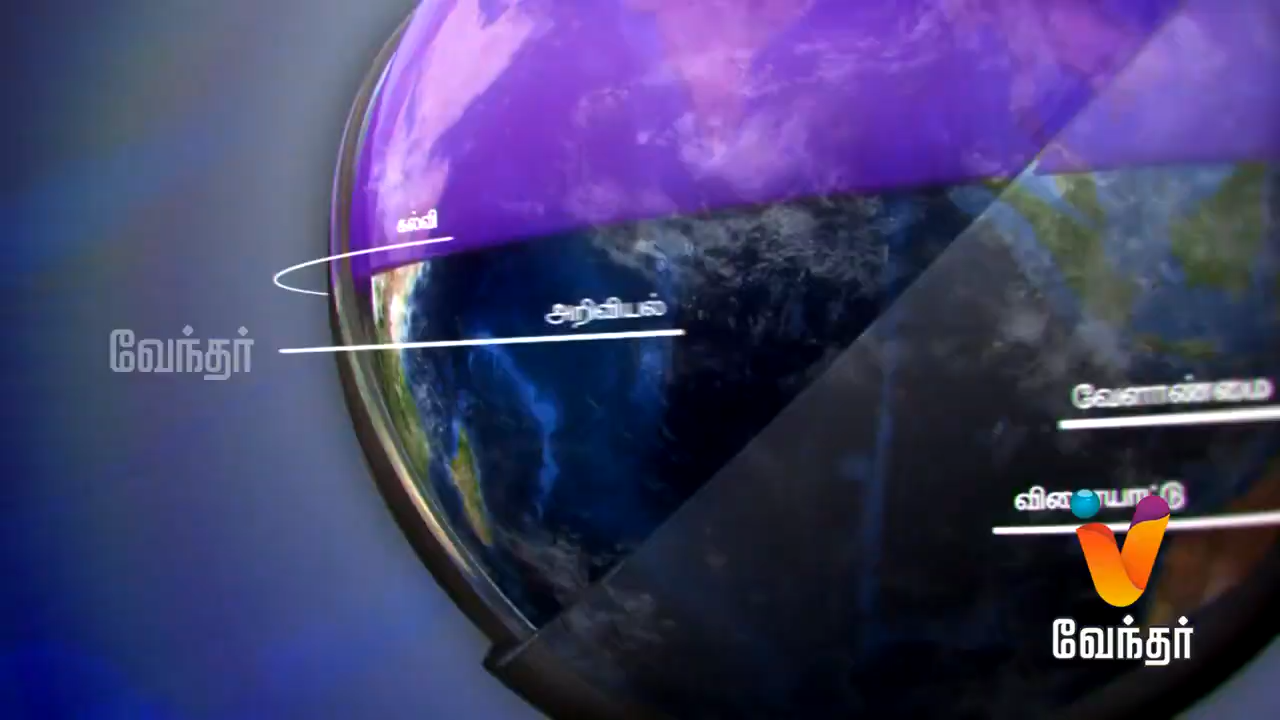 கல்வி
அறிவியல்
வேந்தர்
வேளாண்மை
விளையாட்டு
வேந்தர்